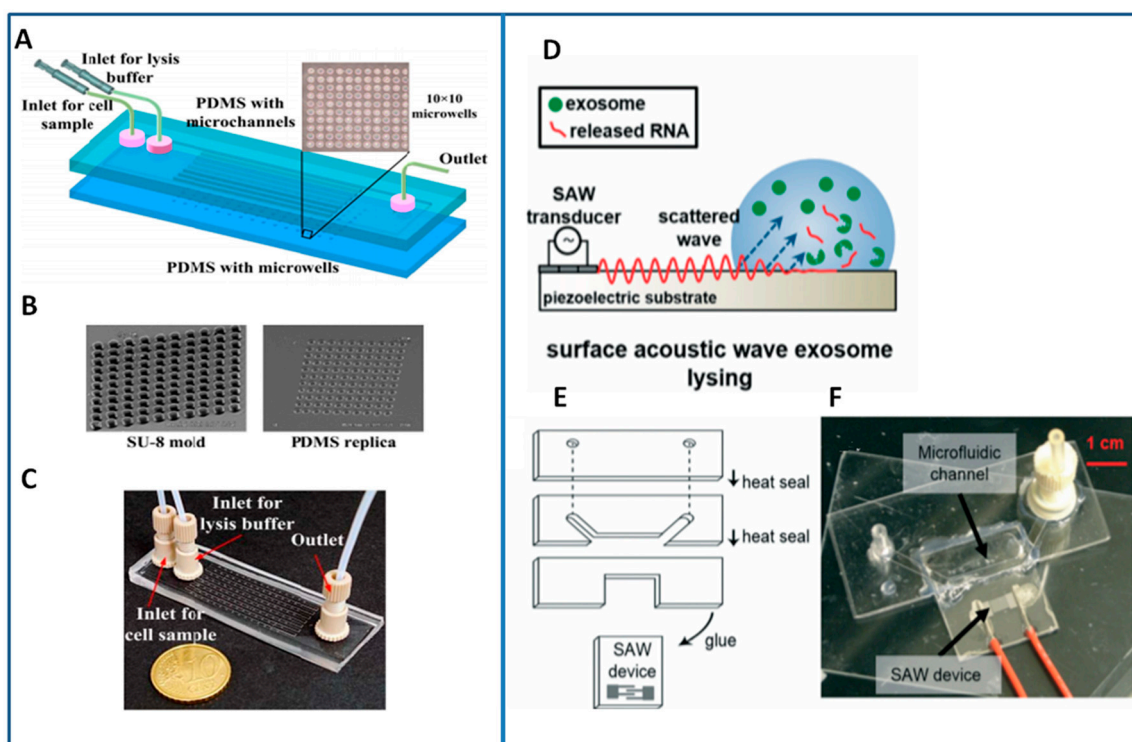 A
Inlet for lysis
buffer
Inlet for cell
sample
PDMS with
microchannels
10×10
microwells
Outlet
PDMS with microwells
B
SU-8 mold
PDMS replica
C
Inlet for
lysis buffer
Outlet
Inlet for
cell sample
10
D
exosome
released RNA
SAW
transducer
~
scattered
wave
piezoelectric substrate
surface acoustic wave exosome
lysing
E
heat seal
heat seal
glue
SAW
device
F
1 cm
Microfluidic
channel
SAW device